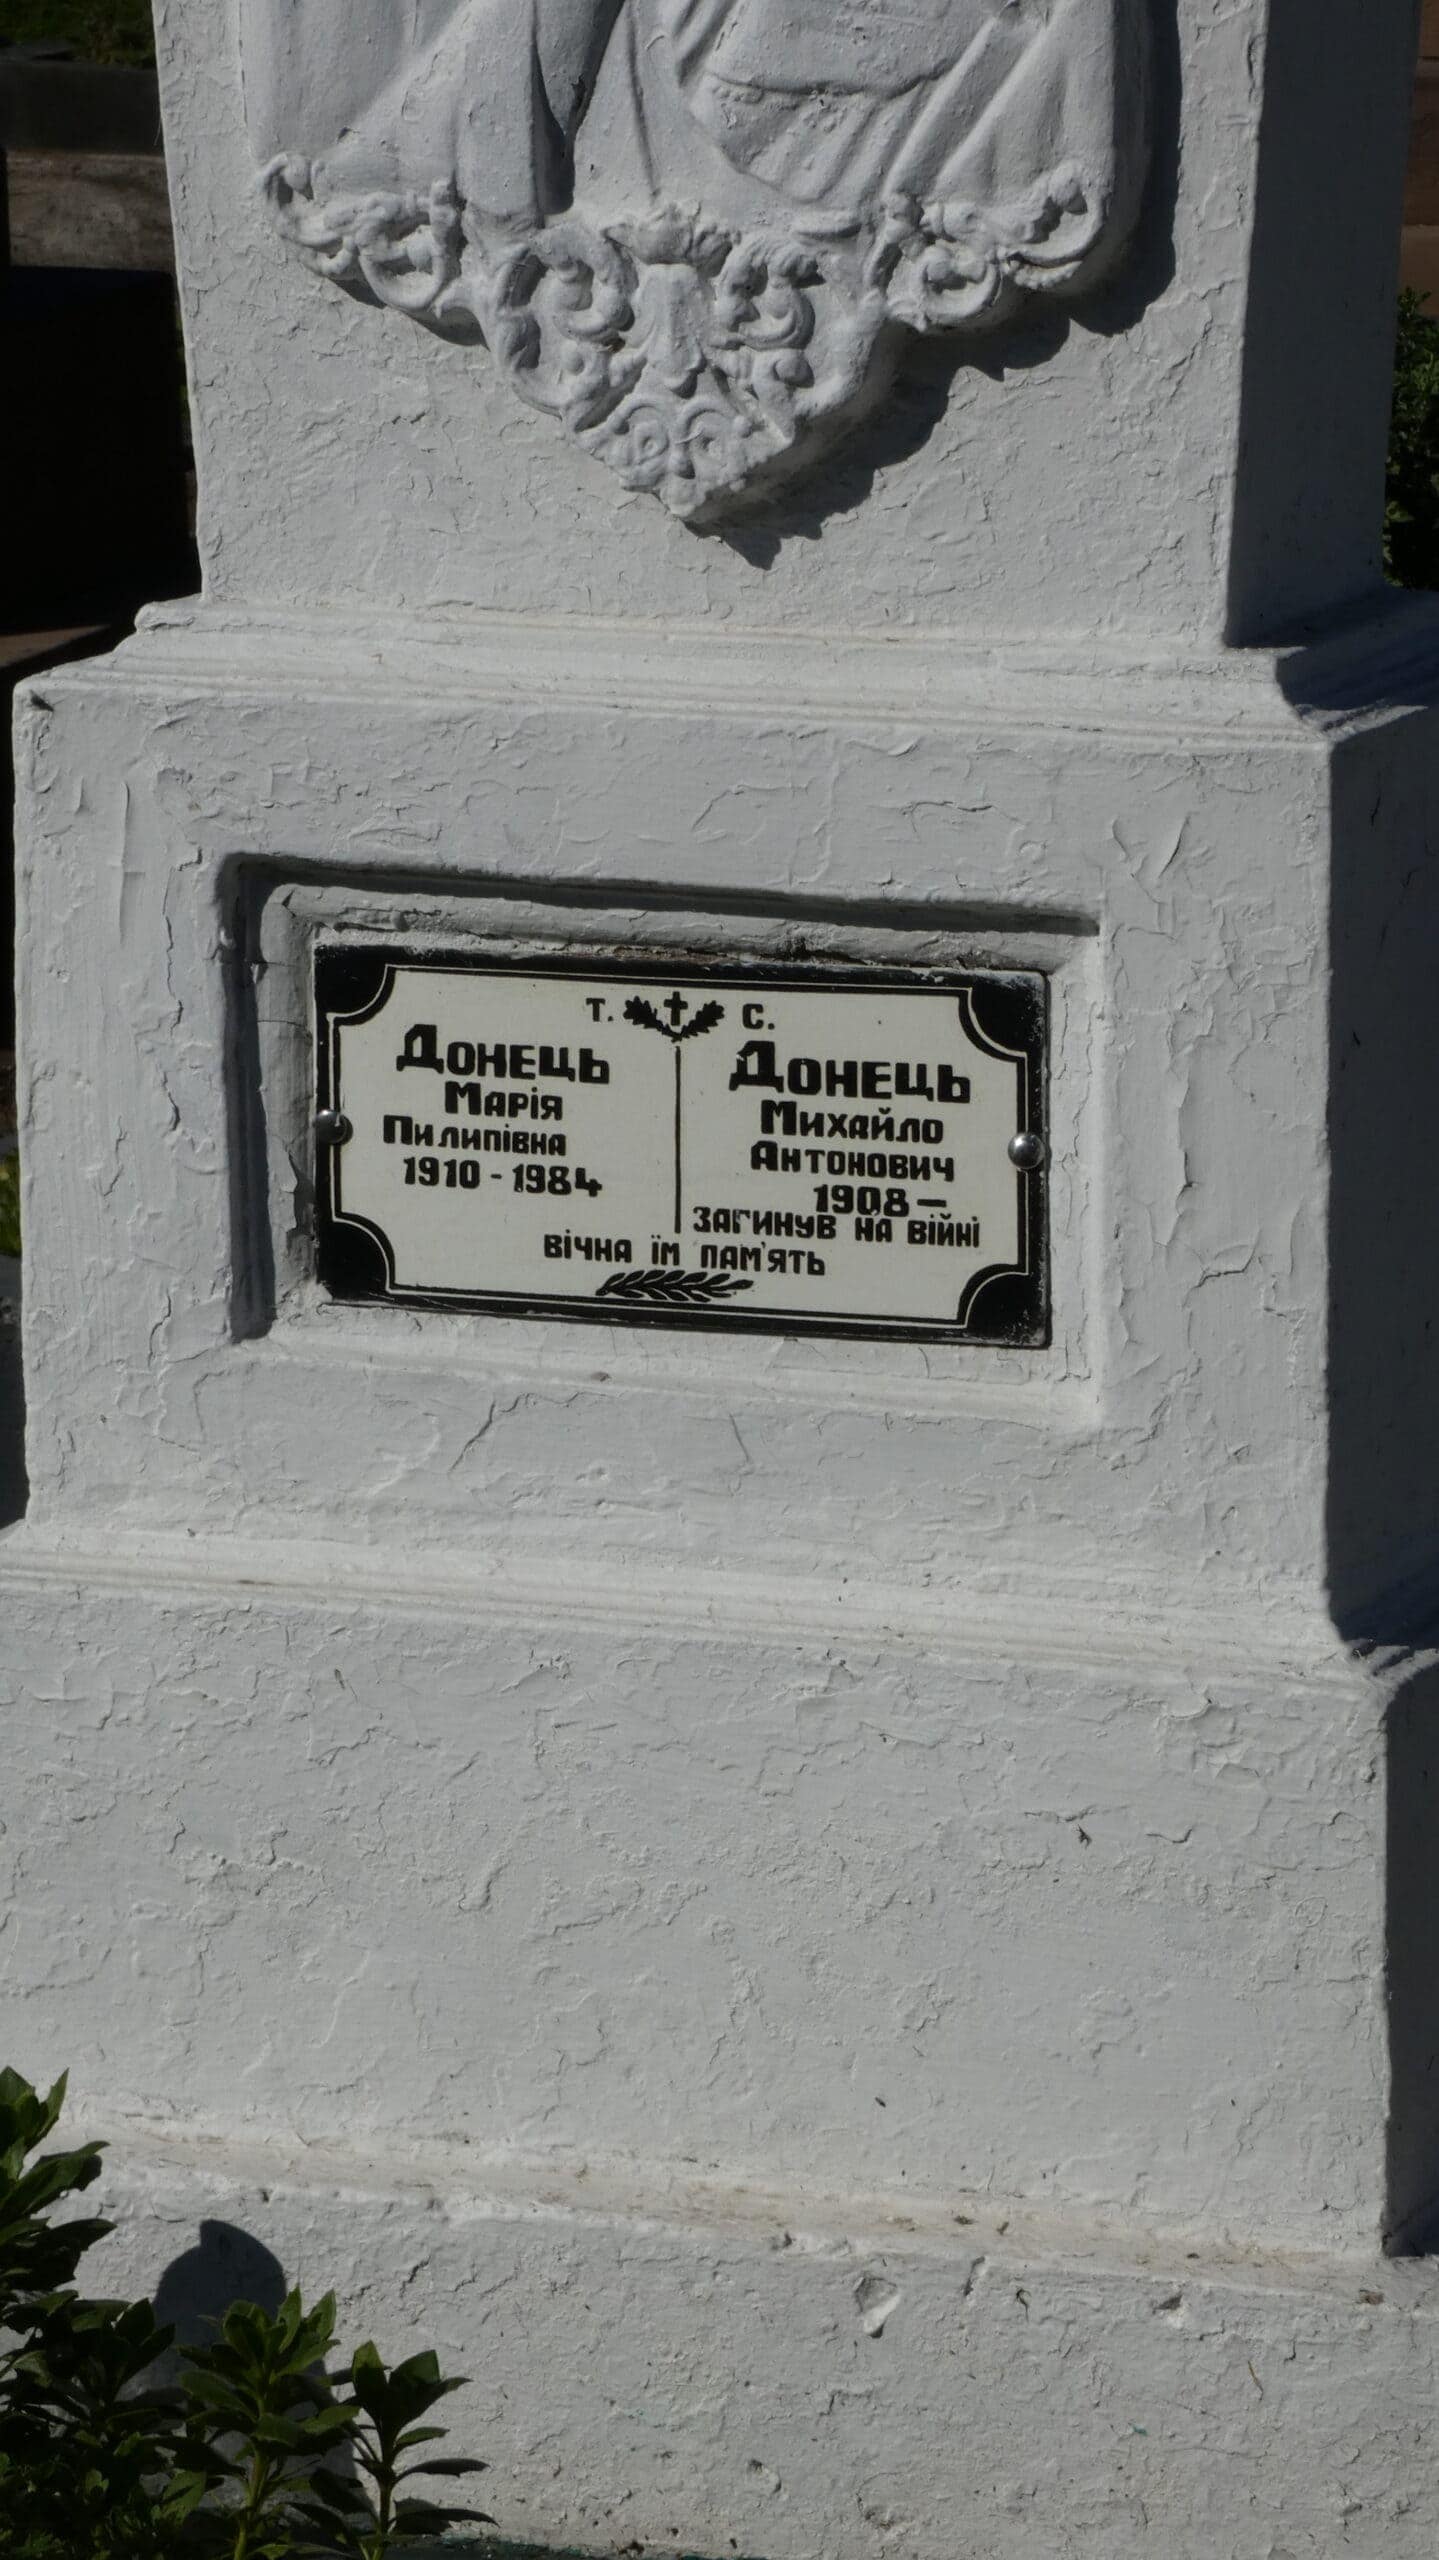 Т. С.
Донець
Марія
Пилипівна
1910 - 1984
Донець
Михайло
Антонович
1908 –
загинув на війні
вічна їм пам'ять